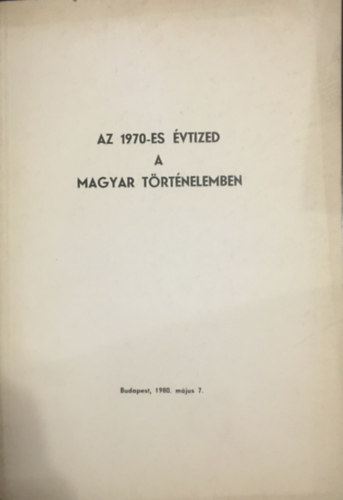 AZ 1970-ES ÉVTIZED
A
MAGYAR TÖRTÉNELEMBEN
Budapest, 1980. május 7.